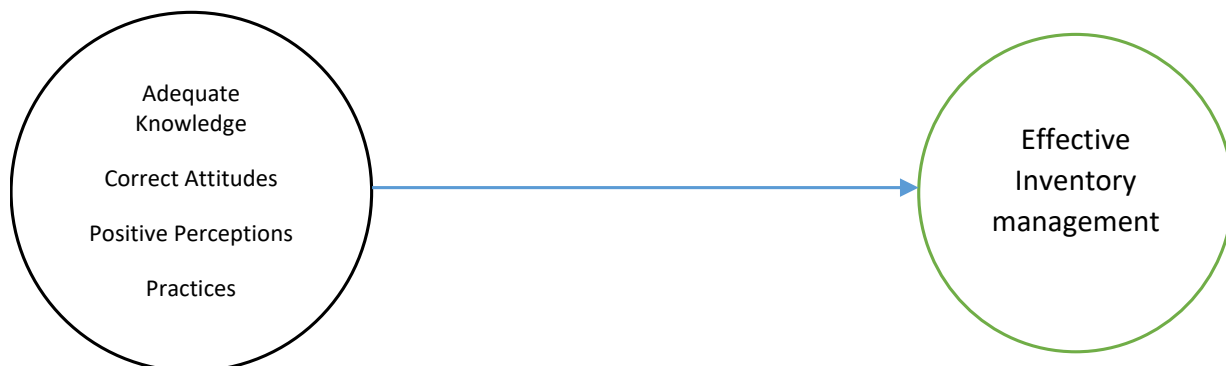 Adequate
Knowledge
Correct Attitudes
Positive Perceptions
Practices
Effective
Inventory
management